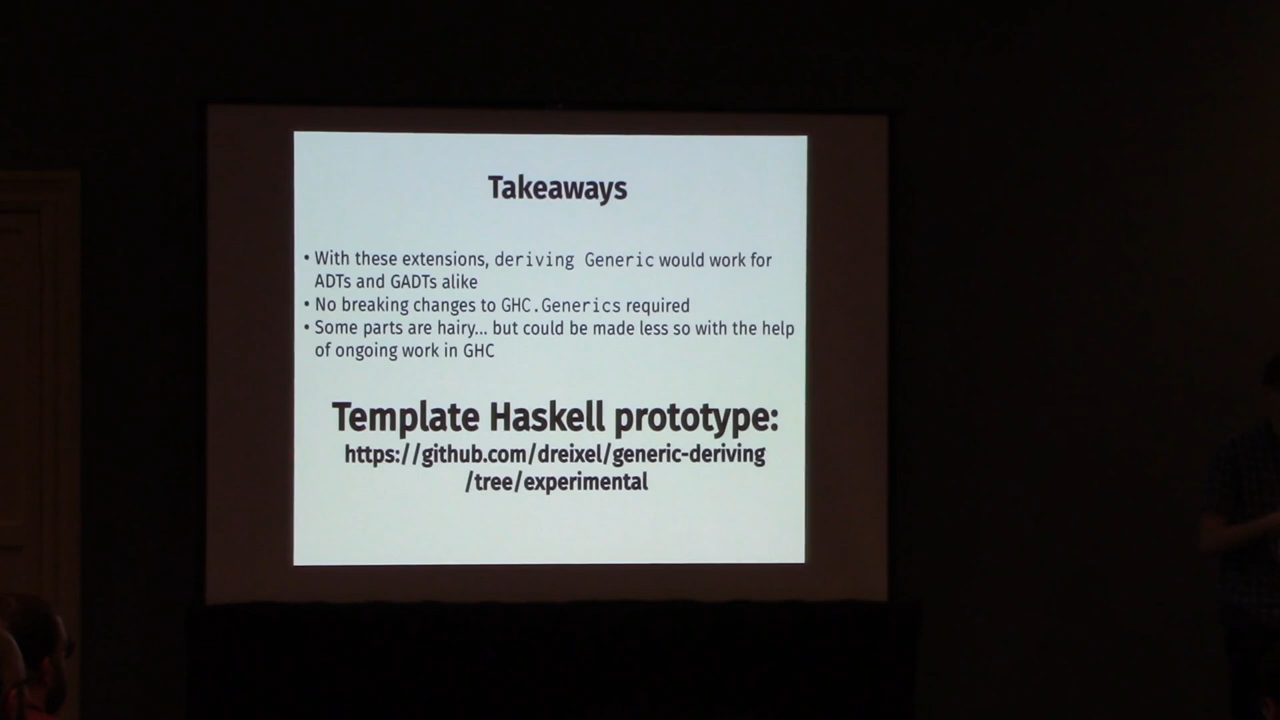 Takeaways
• With these extensions, deriving Generic would work for
ADTs and GADTs alike
• No breaking changes to GHC.Generics required
• Some parts are hairy... but could be made less so with the help
of ongoing work in GHC
Template Haskell prototype:
https://github.com/dreixel/generic-deriving
/tree/experimental